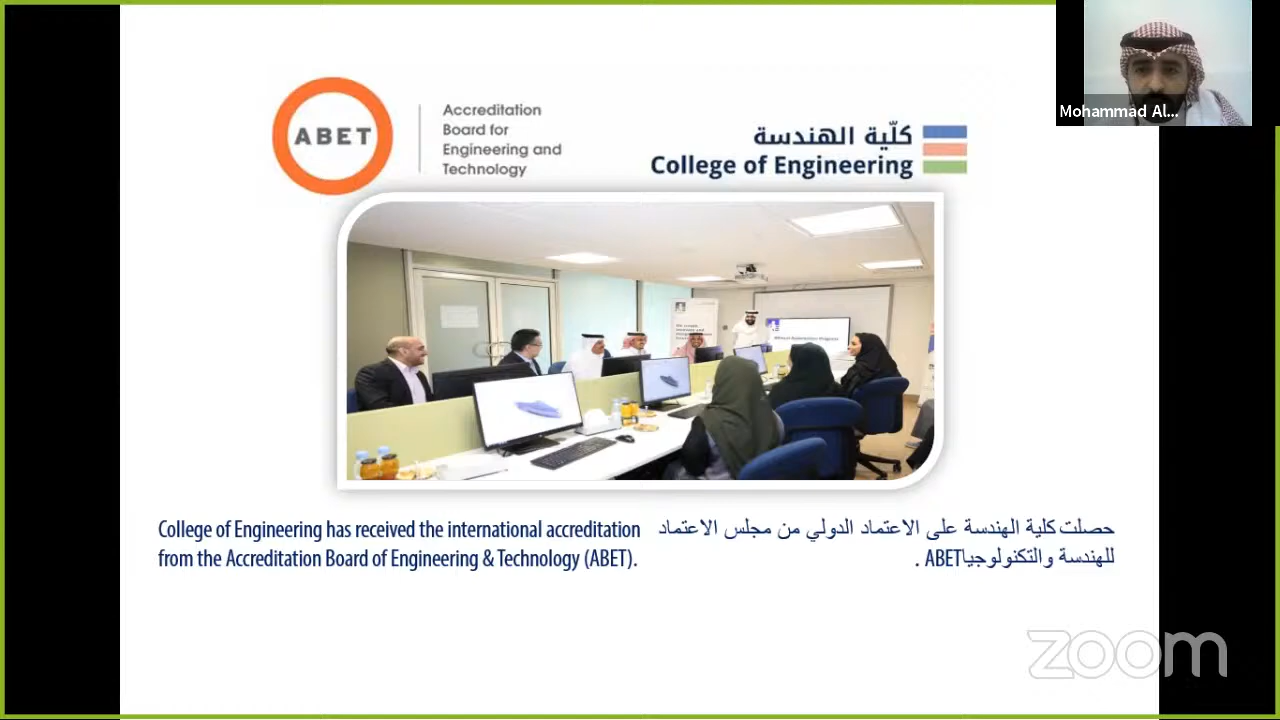 ABET
Accreditation
Board for
Engineering and
Technology
كلّية الهندسة
College of Engineering
Mohammad Al...
College of Engineering has received the international accreditation
from the Accreditation Board of Engineering & Technology (ABET).
حصلت كلية الهندسة على الاعتماد الدولي من مجلس الاعتماد
للهندسة والتكنولوجياABET .
zoom